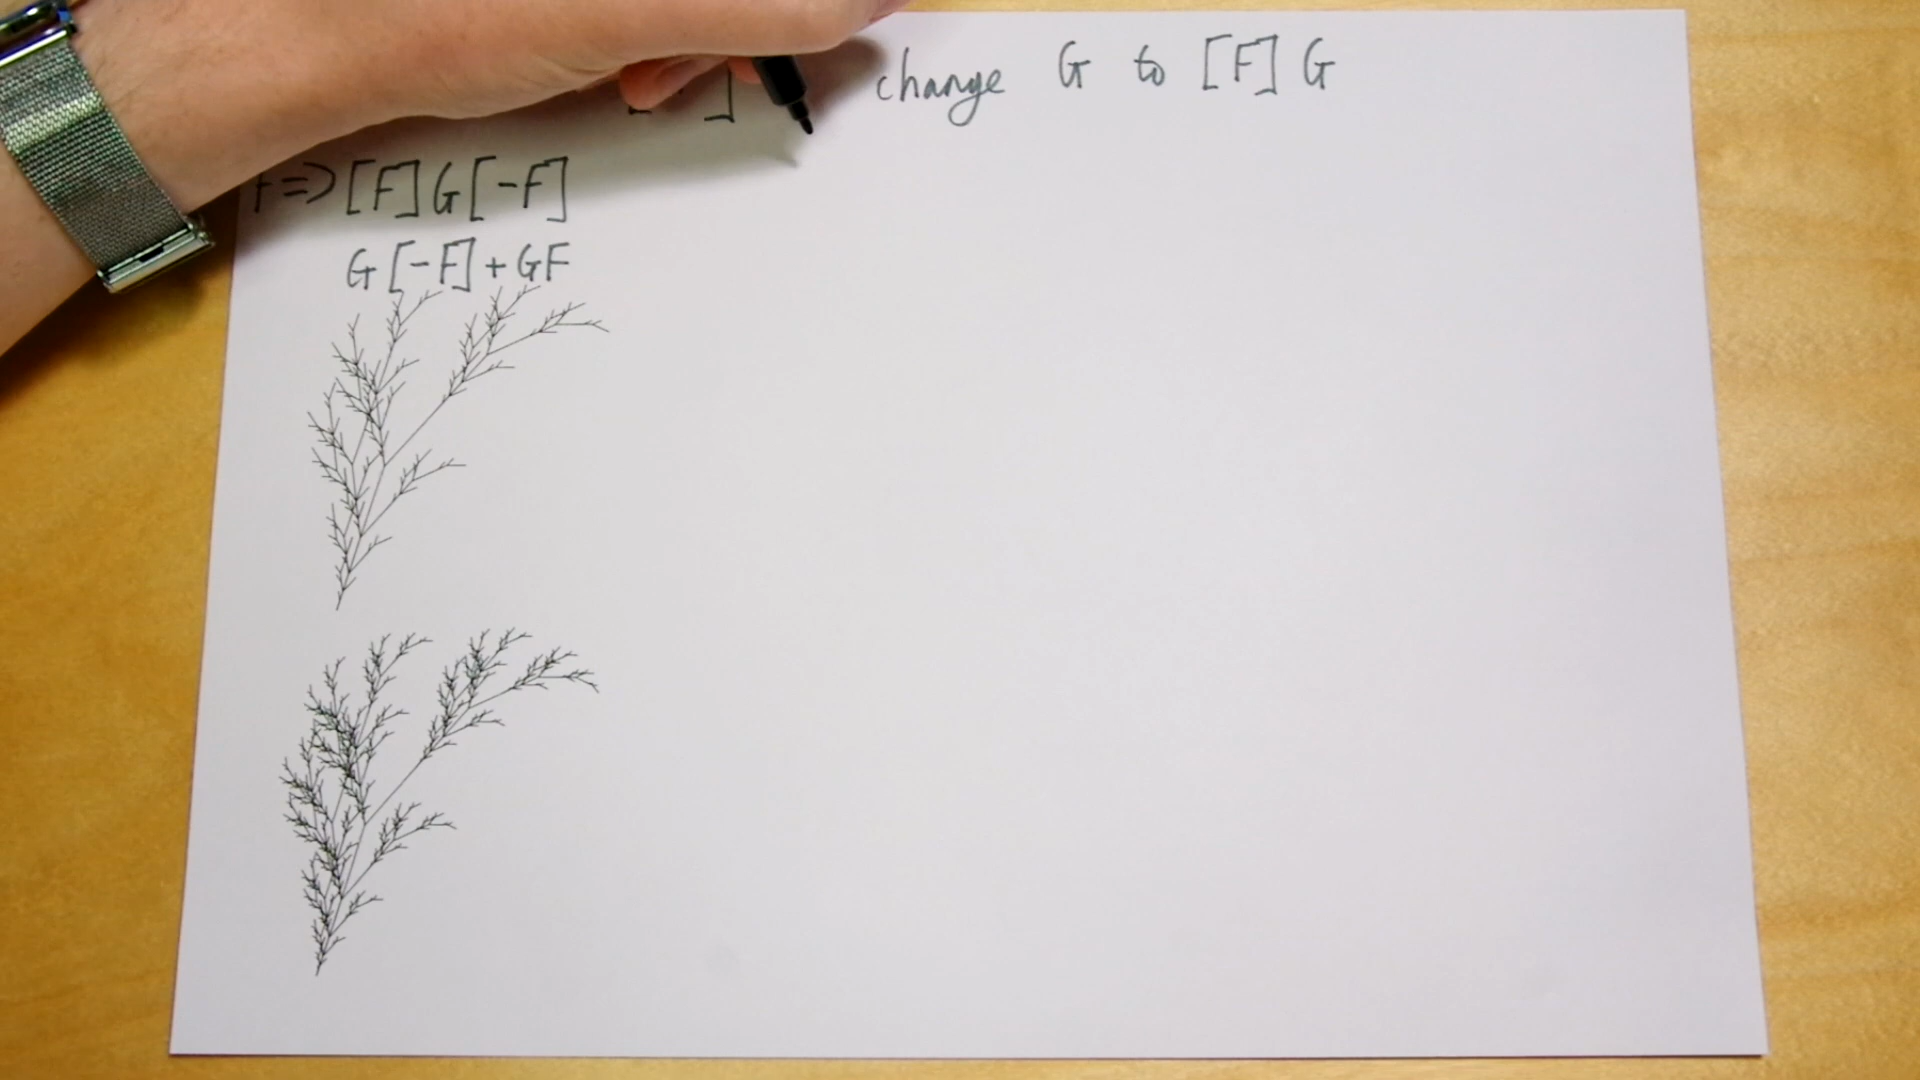 change G to [F] G
F => [F] G [-F]
G [-F] + GF